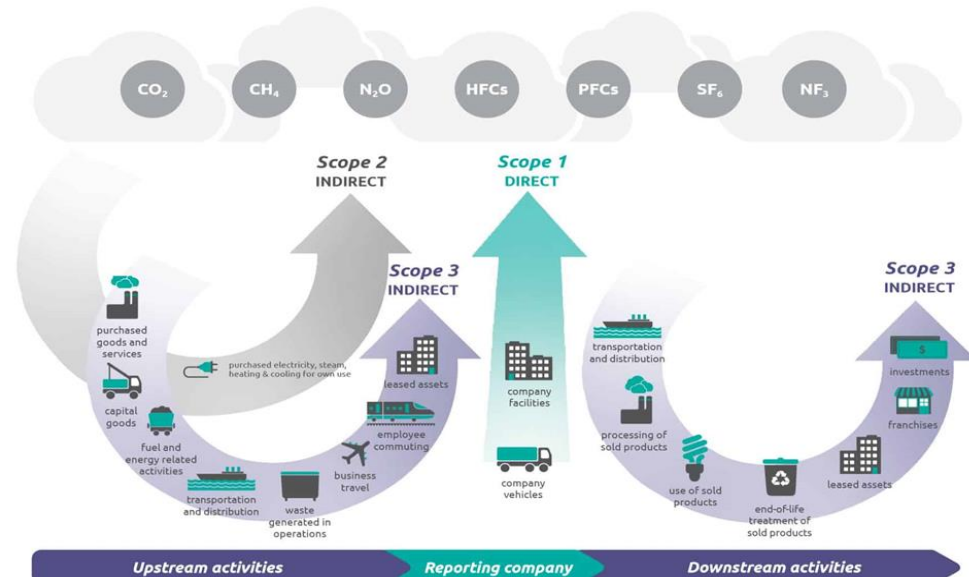 CO₂
CH₄
N₂O
HFCs
PFCs
SF₆
NF₃
Scope 2
INDIRECT
Scope 1
DIRECT
Scope 3
INDIRECT
Scope 3
INDIRECT
purchased
goods and
services
capital
goods
fuel and
energy related
activities
transportation
and distribution
waste
generated in
operations
business
travel
employee
commuting
leased assets
purchased electricity, steam,
heating & cooling for own use
company
facilities
company
vehicles
transportation
and distribution
processing of
sold products
use of sold
products
end-of-life
treatment of
sold products
leased assets
franchises
$
investments
Upstream activities
Reporting company
Downstream activities